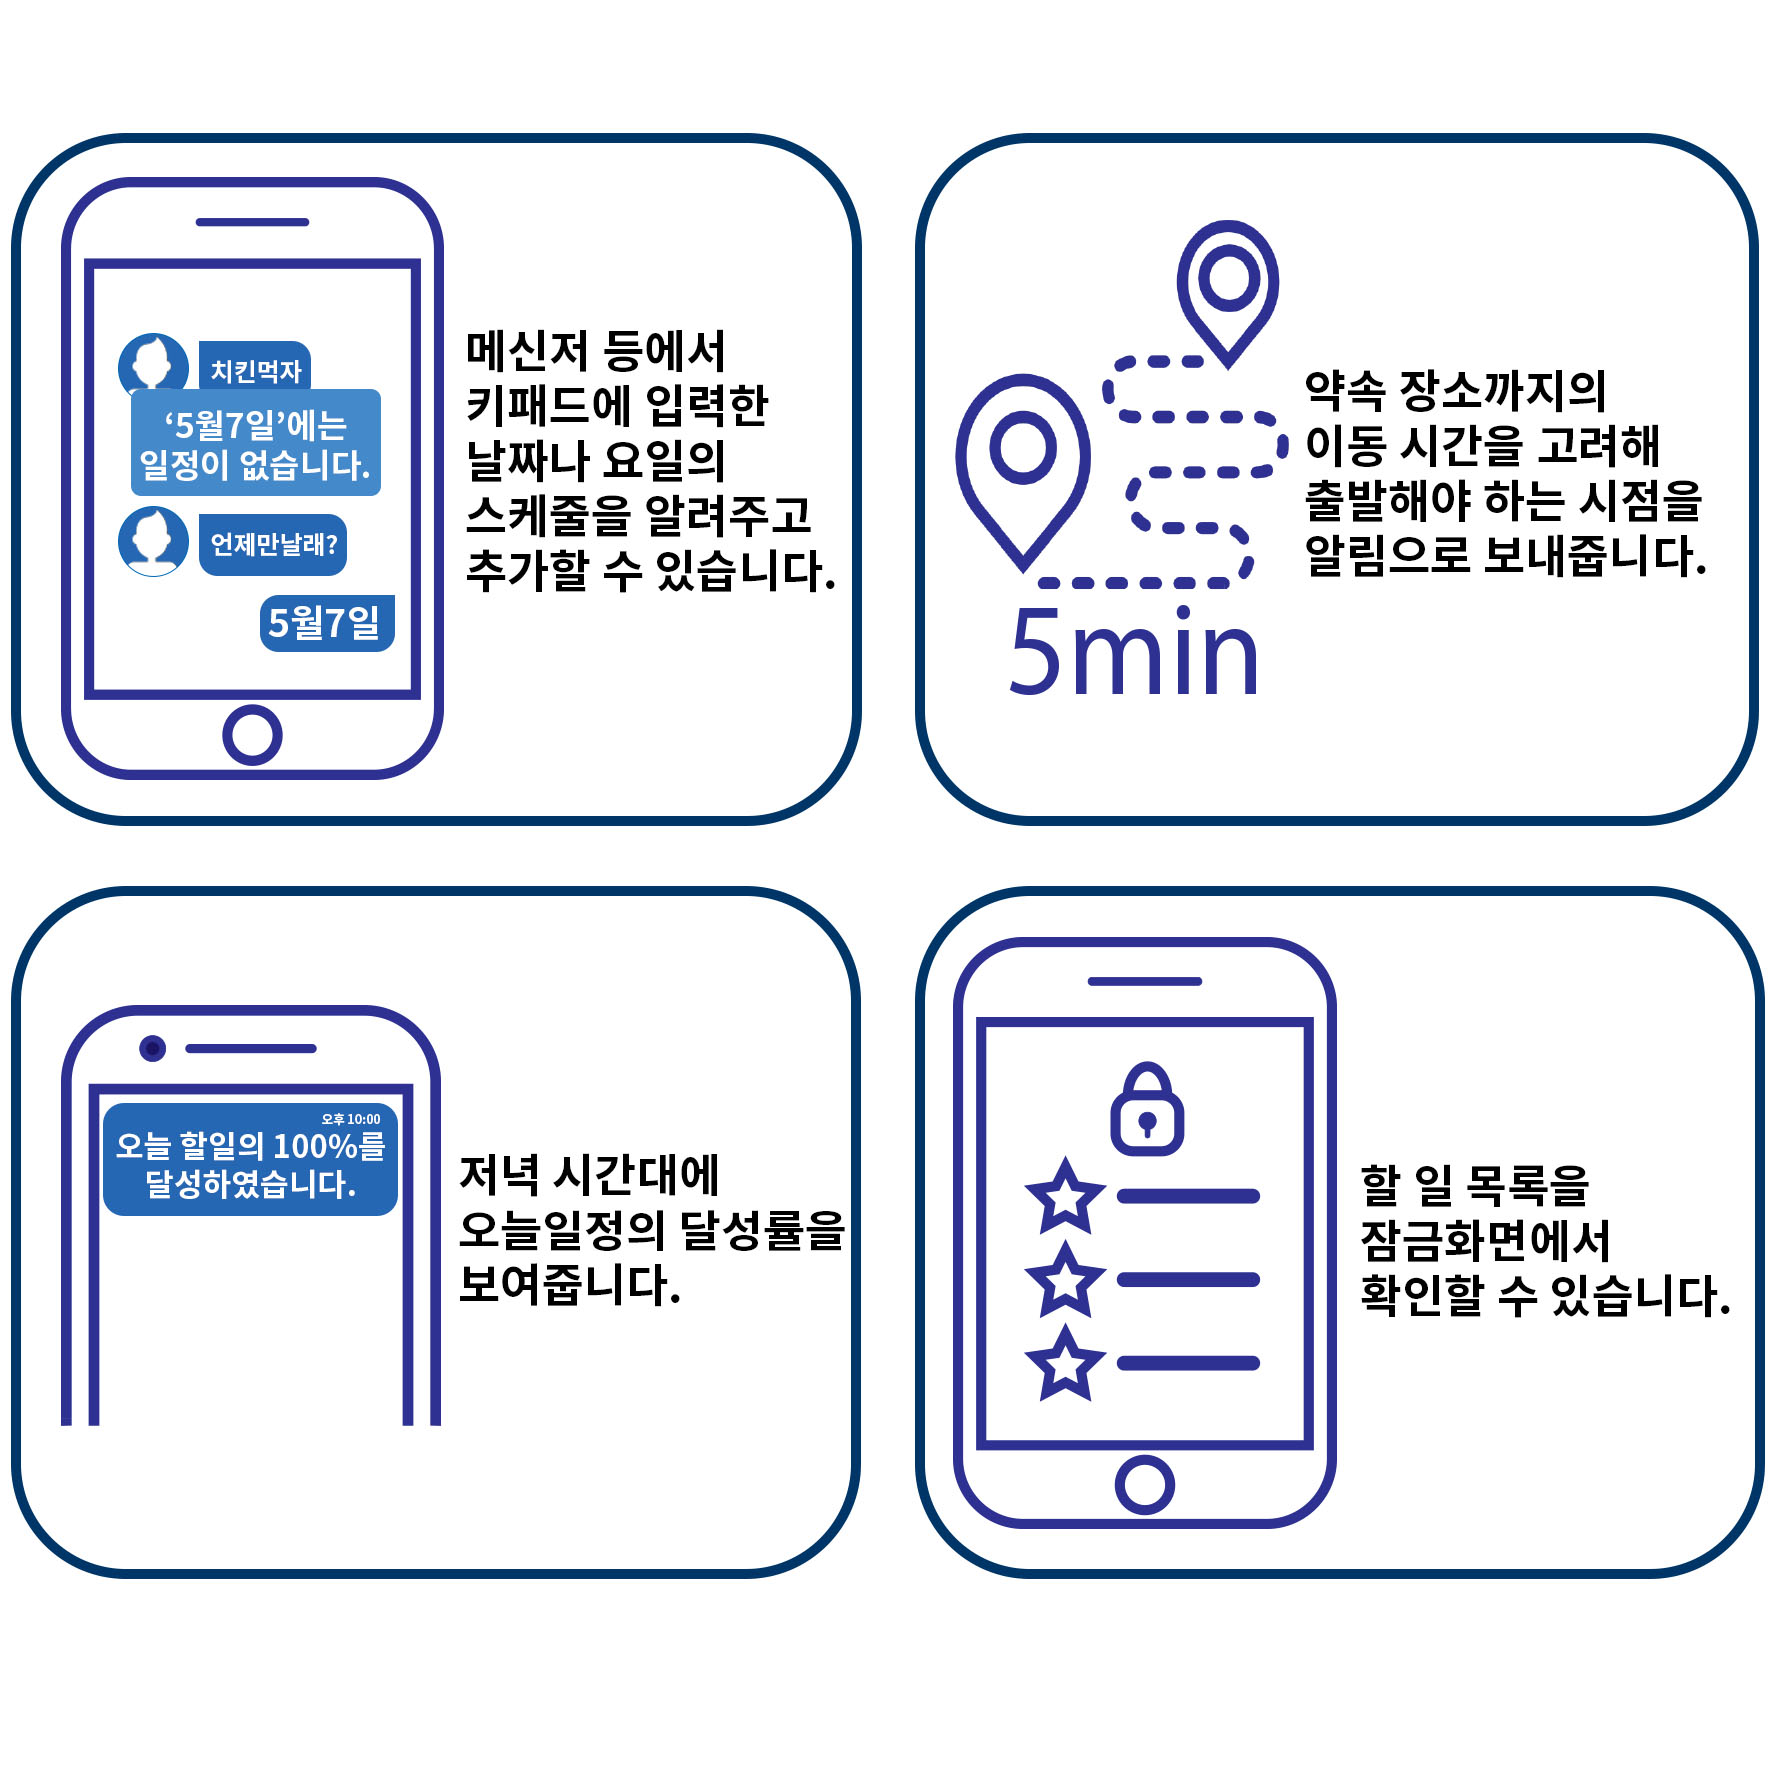 치킨먹자
‘5월7일’에는
일정이 없습니다.
언제만날래?
5월7일
메신저 등에서
키패드에 입력한
날짜나 요일의
스케줄을 알려주고
추가할 수 있습니다.
5min
약속 장소까지의
이동 시간을 고려해
출발해야 하는 시점을
알림으로 보내줍니다.
오후 10:00
오늘 할일의 100%를
달성하였습니다.
저녁 시간대에
오늘일정의 달성률을
보여줍니다.
할 일 목록을
잠금화면에서
확인할 수 있습니다.